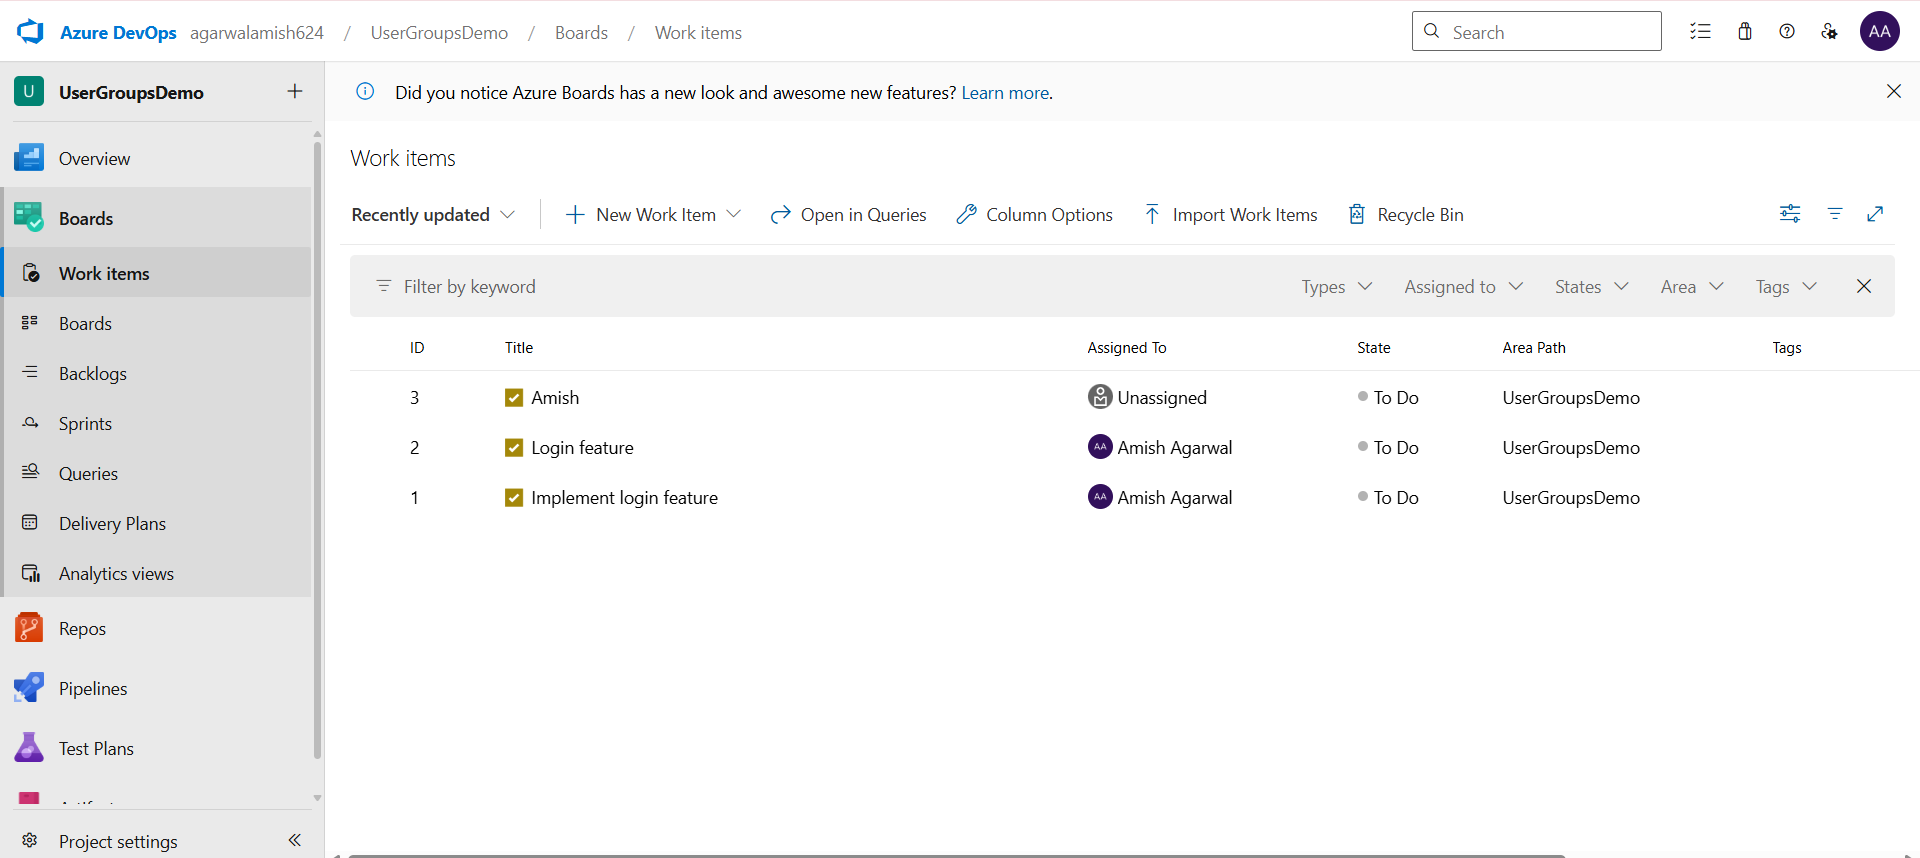 Azure DevOps agarwalamish624 / UserGroupsDemo / Boards / Work items
Search
AA
U UserGroupsDemo
Overview
Boards
Work items
Boards
Backlogs
Sprints
Queries
Delivery Plans
Analytics views
Repos
Pipelines
Test Plans
Project settings
Did you notice Azure Boards has a new look and awesome new features? Learn more.
Work items
Recently updated New Work Item Open in Queries Column Options Import Work Items Recycle Bin
Filter by keyword Types Assigned to States Area Tags
ID Title Assigned To State Area Path Tags
3 Amish Unassigned To Do UserGroupsDemo
2 Login feature AA Amish Agarwal To Do UserGroupsDemo
1 Implement login feature AA Amish Agarwal To Do UserGroupsDemo